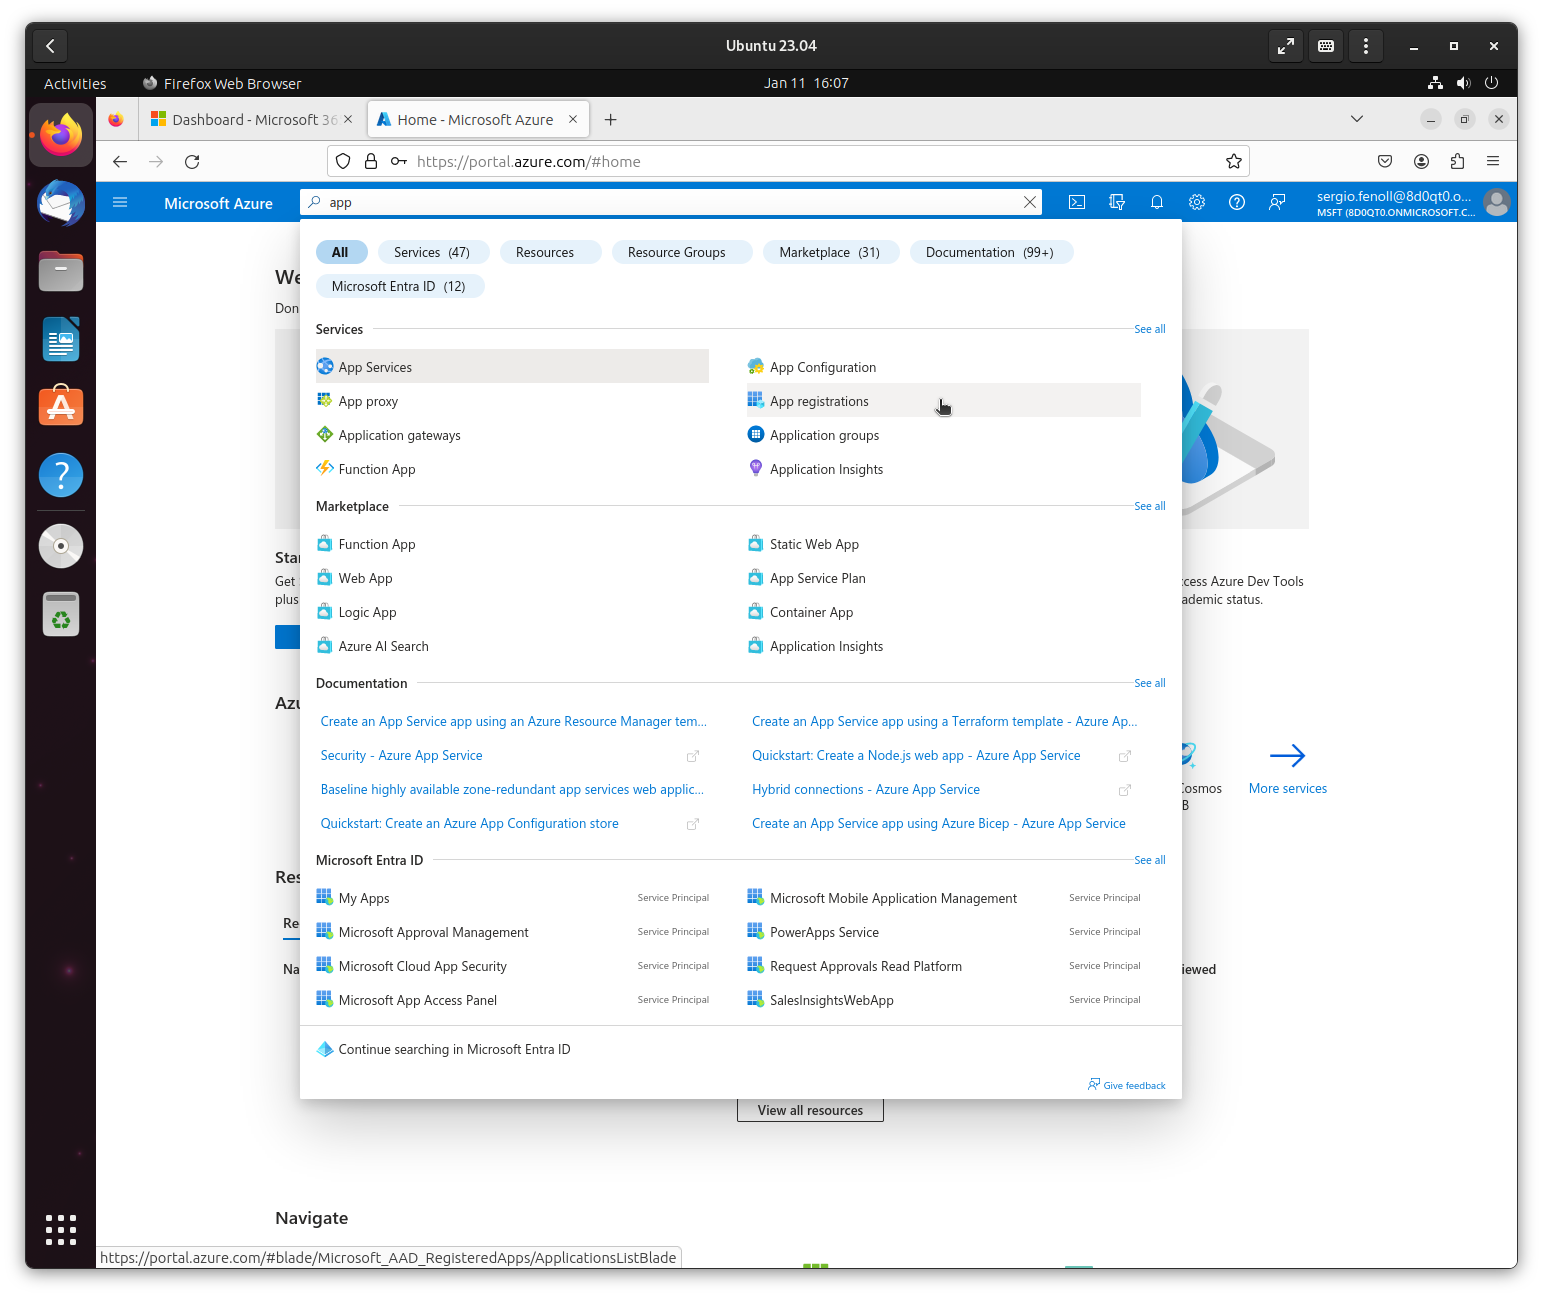 Ubuntu 23.04
Activities
Firefox Web Browser
Jan 11 16:07
Dashboard - Microsoft 36
Home - Microsoft Azure
https://portal.azure.com/#home
Microsoft Azure
app
sergio.fenoll@8d0qt0.o...
MSFT (8D0QT0.ONMICROSOFT.C...
All
Services (47)
Resources
Resource Groups
Marketplace (31)
Documentation (99+)
Microsoft Entra ID (12)
We
Don
Services
See all
App Services
App Configuration
App proxy
App registrations
Application gateways
Application groups
Function App
Application Insights
Marketplace
See all
Function App
Static Web App
Star
Web App
App Service Plan
Get
ccess Azure Dev Tools
plus
ademic status.
Logic App
Container App
Azure AI Search
Application Insights
Documentation
See all
Azu
Create an App Service app using an Azure Resource Manager tem...
Create an App Service app using a Terraform template - Azure Ap...
Security - Azure App Service
Quickstart: Create a Node.js web app - Azure App Service
Baseline highly available zone-redundant app services web applic...
Hybrid connections - Azure App Service
Cosmos
B
More services
Quickstart: Create an Azure App Configuration store
Create an App Service app using Azure Bicep - Azure App Service
Microsoft Entra ID
See all
Res
My Apps
Service Principal
Microsoft Mobile Application Management
Service Principal
Re
Microsoft Approval Management
Service Principal
PowerApps Service
Service Principal
Na
Microsoft Cloud App Security
Service Principal
Request Approvals Read Platform
Service Principal
iewed
Microsoft App Access Panel
Service Principal
SalesInsightsWebApp
Service Principal
Continue searching in Microsoft Entra ID
Give feedback
View all resources
Navigate
https://portal.azure.com/#blade/Microsoft_AAD_RegisteredApps/ApplicationsListBlade